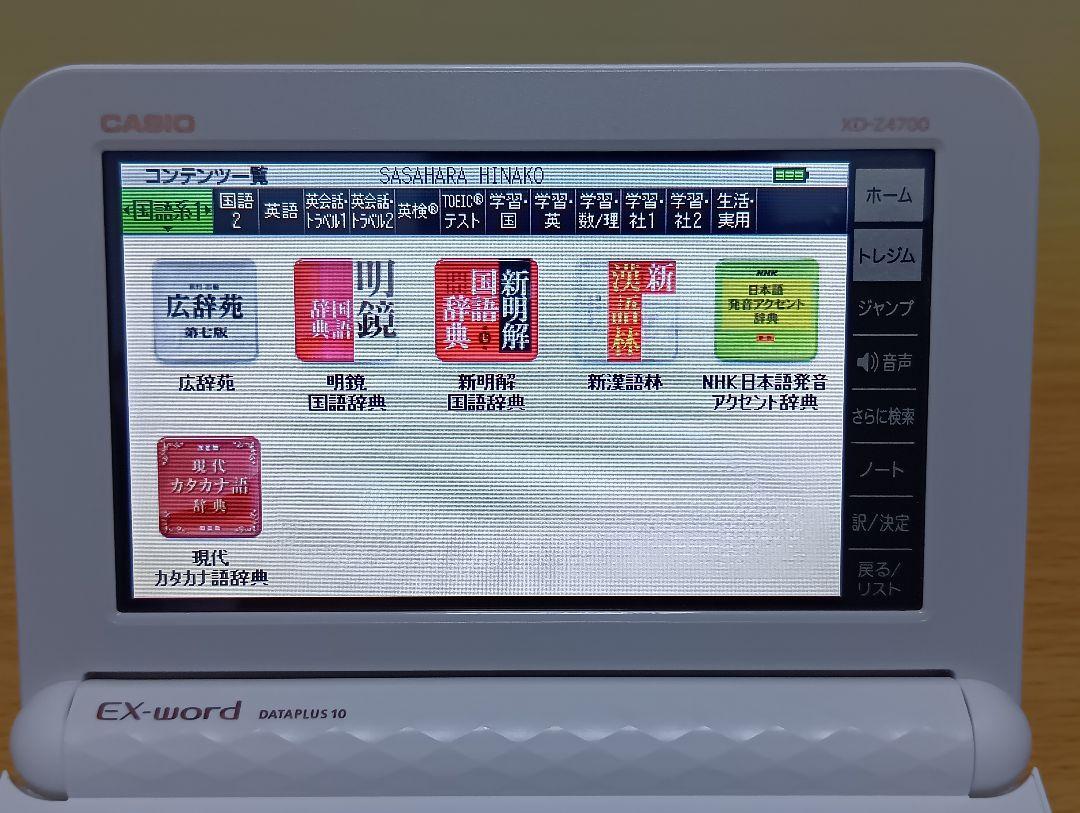 CASIO
XD-Z4700
コンテンツ一覧 SASAHARA HINAKO
国語系1
国語
2
英語
英会話・
トラベル1
英会話・
トラベル2
英検®
TOEIC®
テスト
学習・
国
学習・
英
学習・
数/理
学習・
社1
学習・
社2
生活・
実用
広辞苑
第七版
広辞苑
明鏡
国語
辞典
明鏡
国語辞典
新明解
国語
辞典
新明解
国語辞典
新
漢語林
新漢語林
NHK
日本語
発音アクセント
辞典
NHK日本語発音
アクセント辞典
現代
カタカナ語
辞典
現代
カタカナ語辞典
ホーム
トレジム
ジャンプ
音声
さらに検索
ノート
訳/決定
戻る/
リスト
EX-word DATAPLUS 10